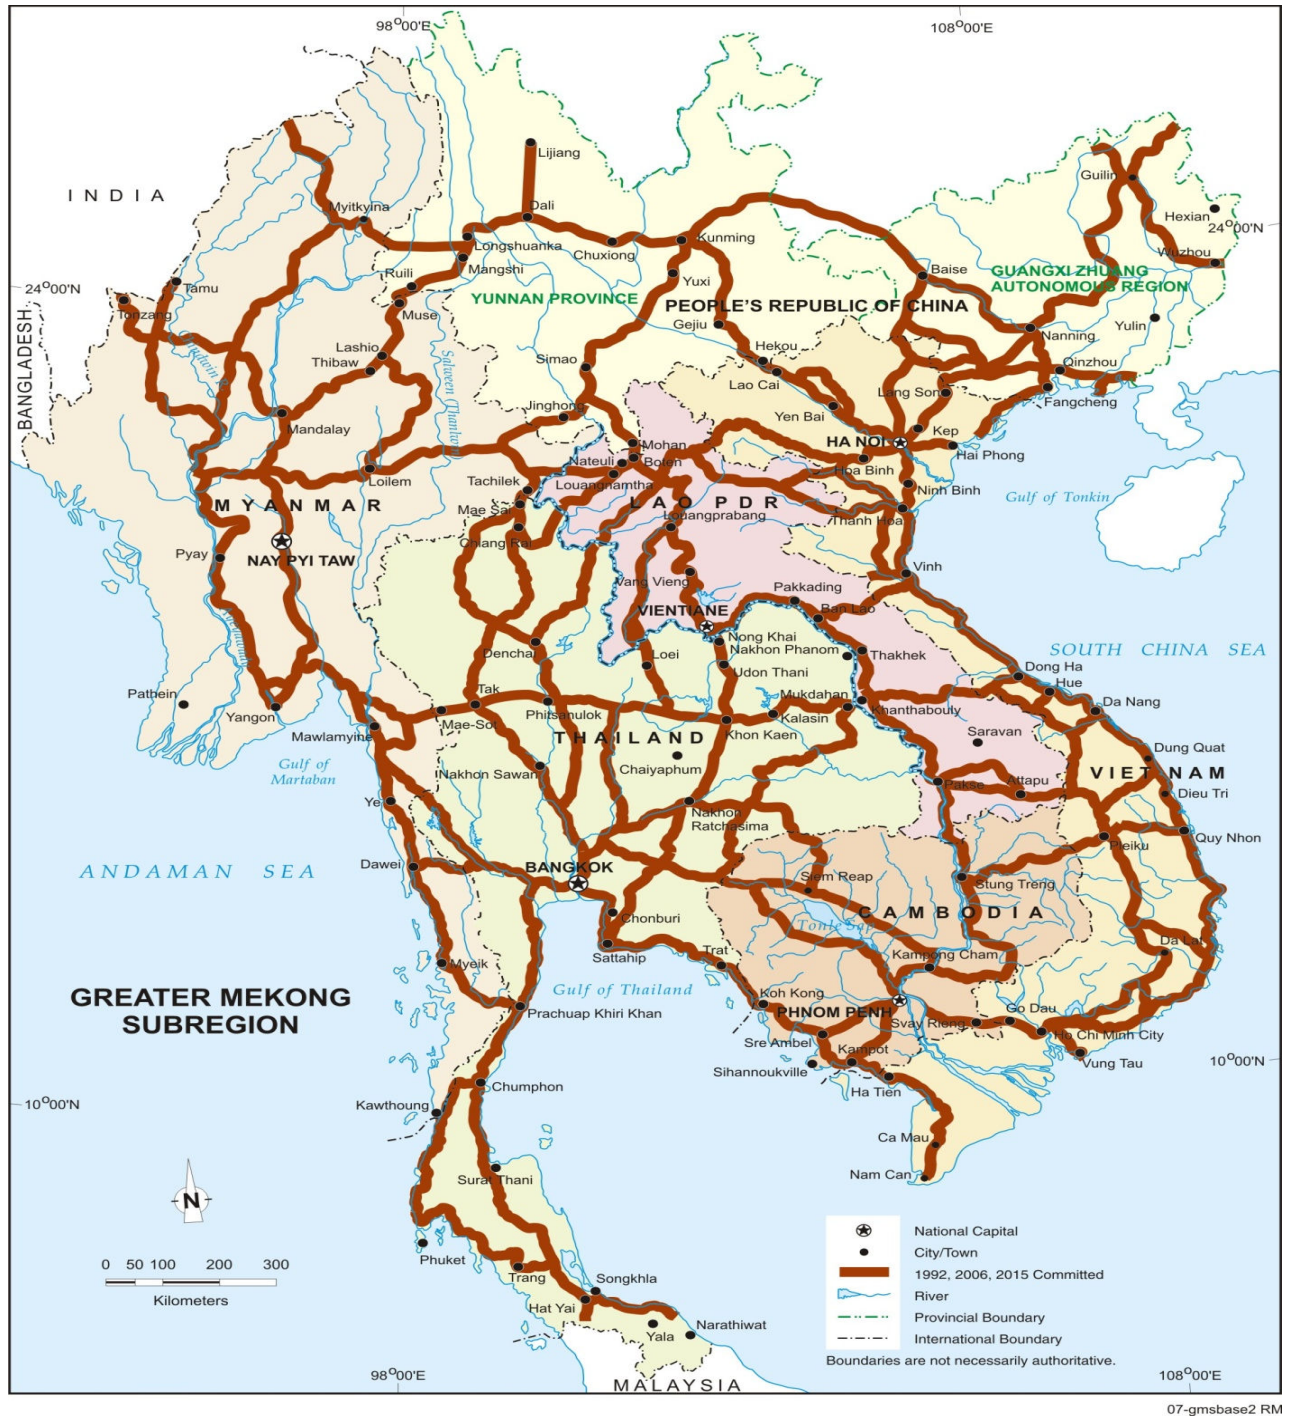 98°00'E
108°00'E
Lijiang
Guilin
INDIA
Myitkyina
Dali
Hexian
24°00'N
Kunming
Longshuanka
Chuxiong
Wuzhou
Mangshi
Baise
GUANGXI ZHUANG
AUTONOMOUS REGION
Ruili
Yuxi
Tamu
24°00'N
YUNNAN PROVINCE
PEOPLE'S REPUBLIC OF CHINA
Tonzang
Muse
Gejiu
Yulin
BANGLADESH
Nanning
Chindwin
Lashio
Hekou
Thibaw
Simao
Qinzhou
Salween (Thanlwin)
Lao Cai
Lang Son
Fangcheng
Jinghong
Yen Bai
Mandalay
Kep
HA NOI
Mohan
Hai Phong
Nateuli
Boten
Hoa Binh
Loilem
Tachilek
Louangnamtha
Ninh Binh
Gulf of Tonkin
MYANMAR
LAO PDR
Mae Sai
Louangprabang
Thanh Hoa
Chiang Rai
Pyay
NAY PYI TAW
Vinh
Vang Vieng
Pakkading
VIENTIANE
Ban Lao
Irrawaddy
Nong Khai
Nakhon Phanom
Thakhek
SOUTH CHINA SEA
Denchai
Loei
Dong Ha
Udon Thani
Hue
Pathein
Tak
Mukdahan
Da Nang
Yangon
Mae-Sot
Phitsanulok
Kalasin
Khanthabouly
Mawlamyine
Khon Kaen
Saravan
THAILAND
Dung Quat
Gulf of
Martaban
Nakhon Sawan
Chaiyaphum
VIET NAM
Pakse
Attapu
Dieu Tri
Ye
Nakhon
Ratchasima
Quy Nhon
Pleiku
Dawei
BANGKOK
ANDAMAN SEA
Siem Reap
Stung Treng
Chonburi
CAMBODIA
Tonle Sap
Sattahip
Trat
Kampong Cham
Da Lat
Myeik
Gulf of Thailand
Koh Kong
GREATER MEKONG
SUBREGION
Prachuap Khiri Khan
PHNOM PENH
Go Dau
Svay Rieng
Sre Ambel
Ho Chi Minh City
Kampot
10°00'N
Sihannoukville
Vung Tau
Chumphon
Ha Tien
10°00'N
Kawthoung
Ca Mau
Nam Can
Surat Thani
N
National Capital
Phuket
City/Town
0 50 100 200 300
Kilometers
Trang
Songkhla
1992, 2006, 2015 Committed
River
Hat Yai
Narathiwat
Provincial Boundary
Yala
International Boundary
Boundaries are not necessarily authoritative.
98°00'E
108°00'E
MALAYSIA
07-gmsbase2 RM